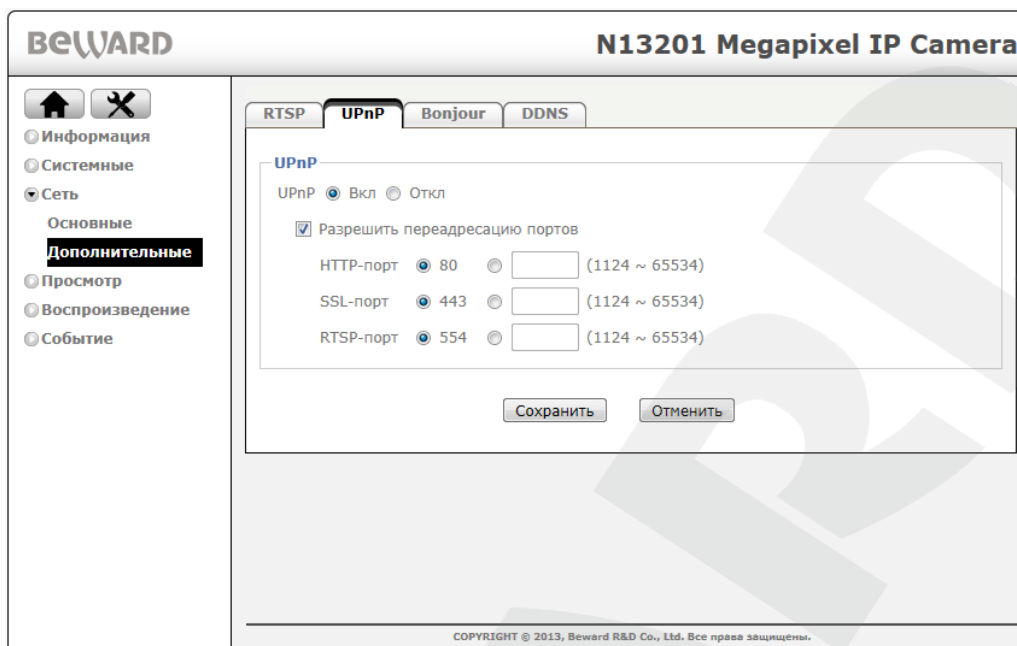 BEWARD
N13201 Megapixel IP Camera
Информация
Системные
Сеть
Основные
Дополнительные
Просмотр
Воспроизведение
Событие
RTSP UPnP Bonjour DDNS
UPnP
UPnP Вкл Откл
Разрешить переадресацию портов
HTTP-порт 80 (1124 ~ 65534)
SSL-порт 443 (1124 ~ 65534)
RTSP-порт 554 (1124 ~ 65534)
Сохранить Отменить
COPYRIGHT © 2013, Beward R&D Co., Ltd. Все права защищены.